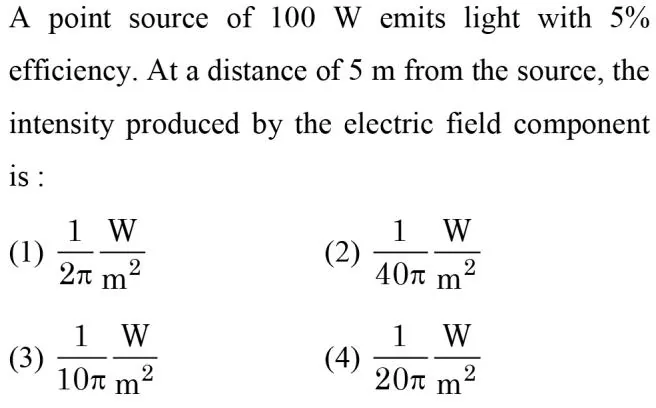 A point source of 100 W emits light with 5%
efficiency. At a distance of 5 m from the source, the
intensity produced by the electric field component
is :
(1) 1/2π W/m² (2) 1/40π W/m²
(3) 1/10π W/m² (4) 1/20π W/m²